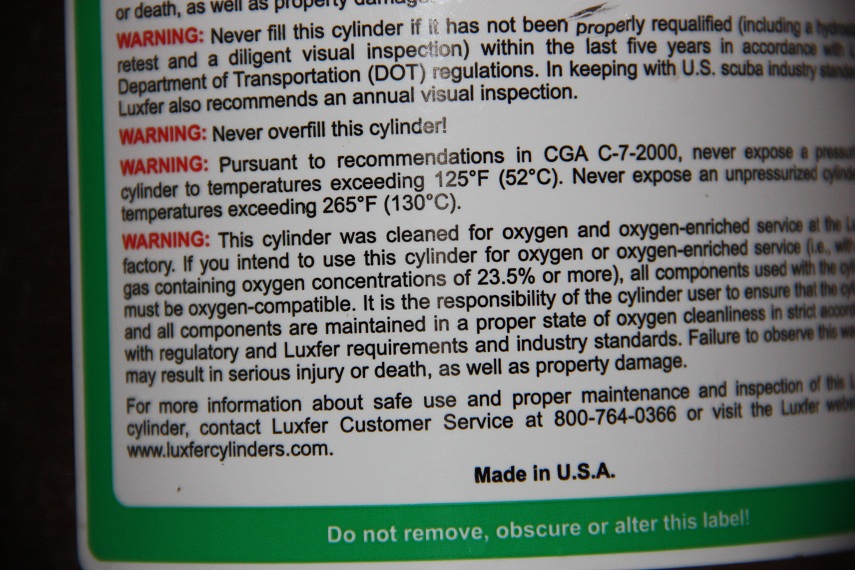 or death, as well as property damage.
WARNING: Never fill this cylinder if it has not been properly requalified (including a
retest and a diligent visual inspection) within the last five years in accordance with
Department of Transportation (DOT) regulations. In keeping with U.S. scuba industry
Luxfer also recommends an annual visual inspection.
WARNING: Never overfill this cylinder!
WARNING: Pursuant to recommendations in CGA C-7-2000, never expose a
cylinder to temperatures exceeding 125°F (52°C). Never expose an unpressurized
temperatures exceeding 265°F (130°C).
WARNING: This cylinder was cleaned for oxygen and oxygen-enriched service at the
factory. If you intend to use this cylinder for oxygen or oxygen-enriched service (i.e.,
gas containing oxygen concentrations of 23.5% or more), all components used with the
must be oxygen-compatible. It is the responsibility of the cylinder user to ensure that the
and all components are maintained in a proper state of oxygen cleanliness in strict
with regulatory and Luxfer requirements and industry standards. Failure to observe this
may result in serious injury or death, as well as property damage.
For more information about safe use and proper maintenance and inspection of this
cylinder, contact Luxfer Customer Service at 800-764-0366 or visit the Luxfer
www.luxfercylinders.com.
Made in U.S.A.
Do not remove, obscure or alter this label!